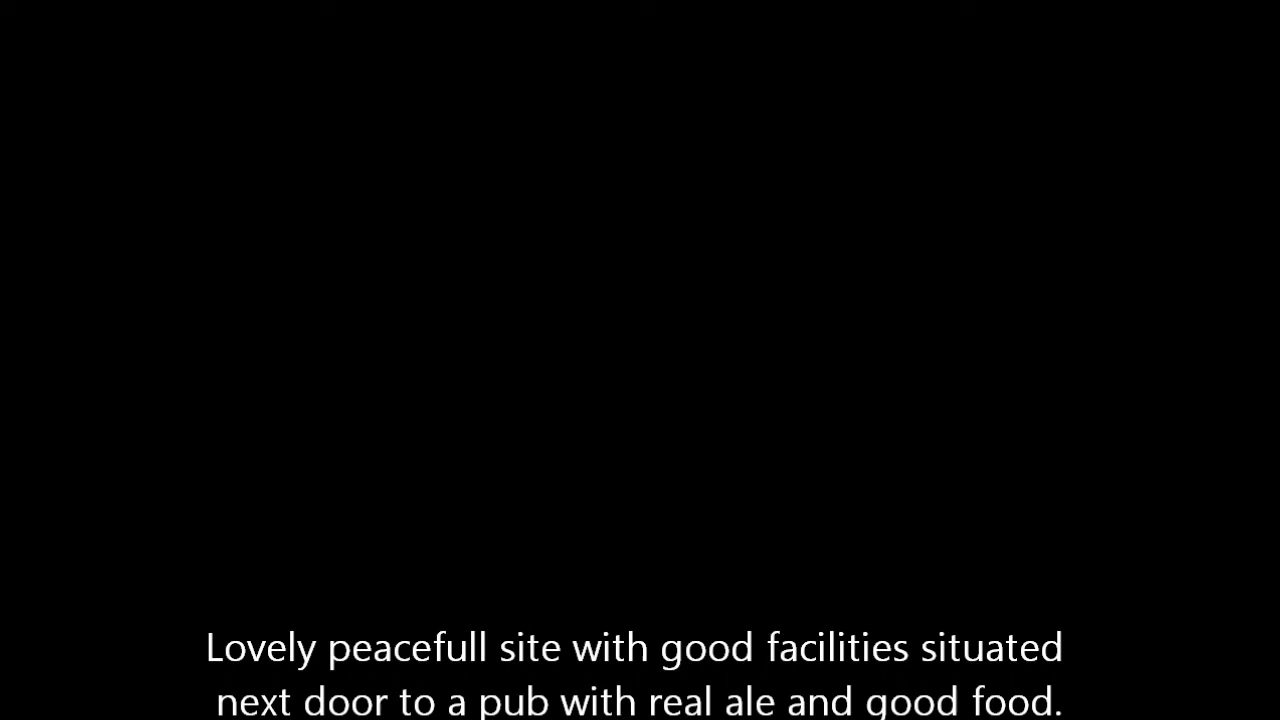 Lovely peacefull site with good facilities situated
next door to a pub with real ale and good food.